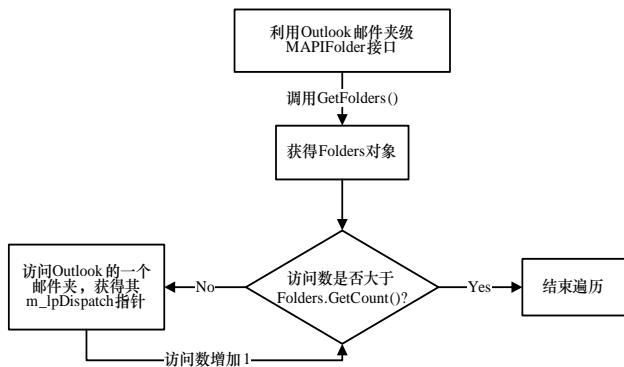 利用Outlook邮件夹级
MAPIFolder接口
调用GetFolders()
获得Folders对象
访问数是否大于
Folders.GetCount()?
No
访问Outlook的一个
邮件夹，获得其
m_lpDispatch指针
访问数增加1
Yes
结束遍历